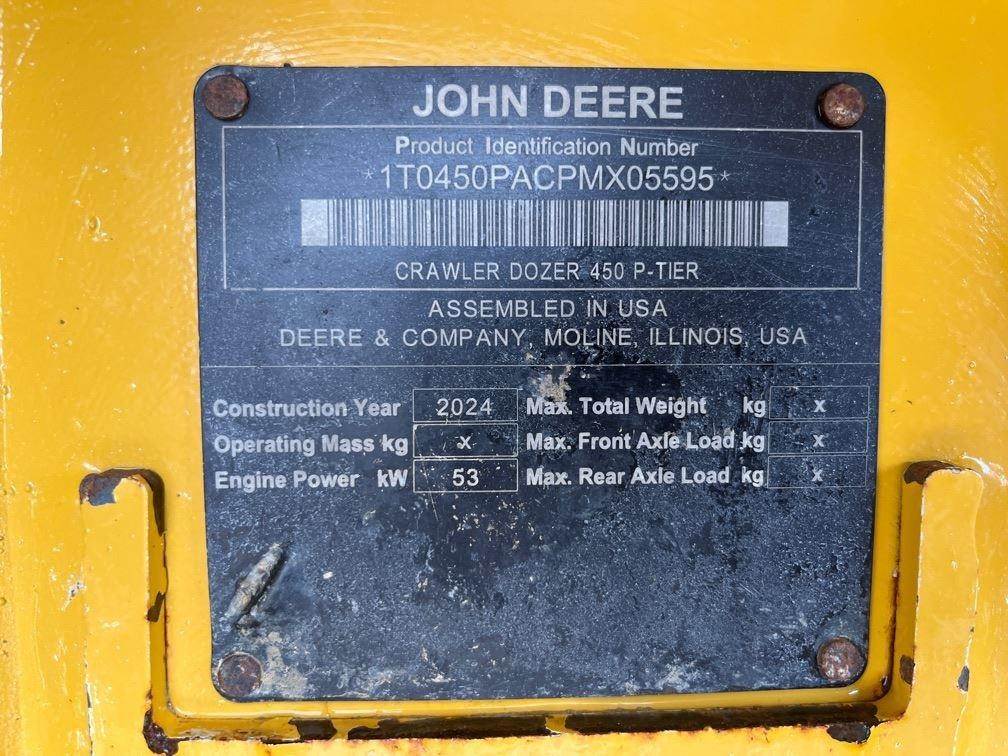 JOHN DEERE
Product Identification Number
*1T0450PACPMX05595*
CRAWLER DOZER 450 P-TIER
ASSEMBLED IN USA
DEERE & COMPANY, MOLINE, ILLINOIS, USA
Construction Year 2024 Max. Total Weight kg x
Operating Mass kg x Max. Front Axle Load kg x
Engine Power kW 53 Max. Rear Axle Load kg x